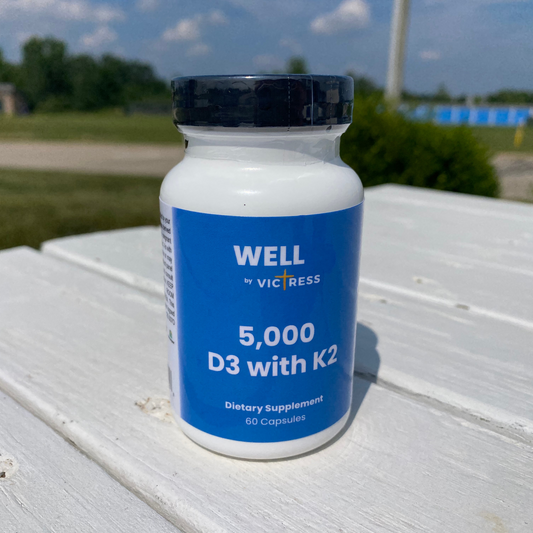 WELL
by VICTRESS
5,000
D3 with K2
Dietary Supplement
60 Capsules